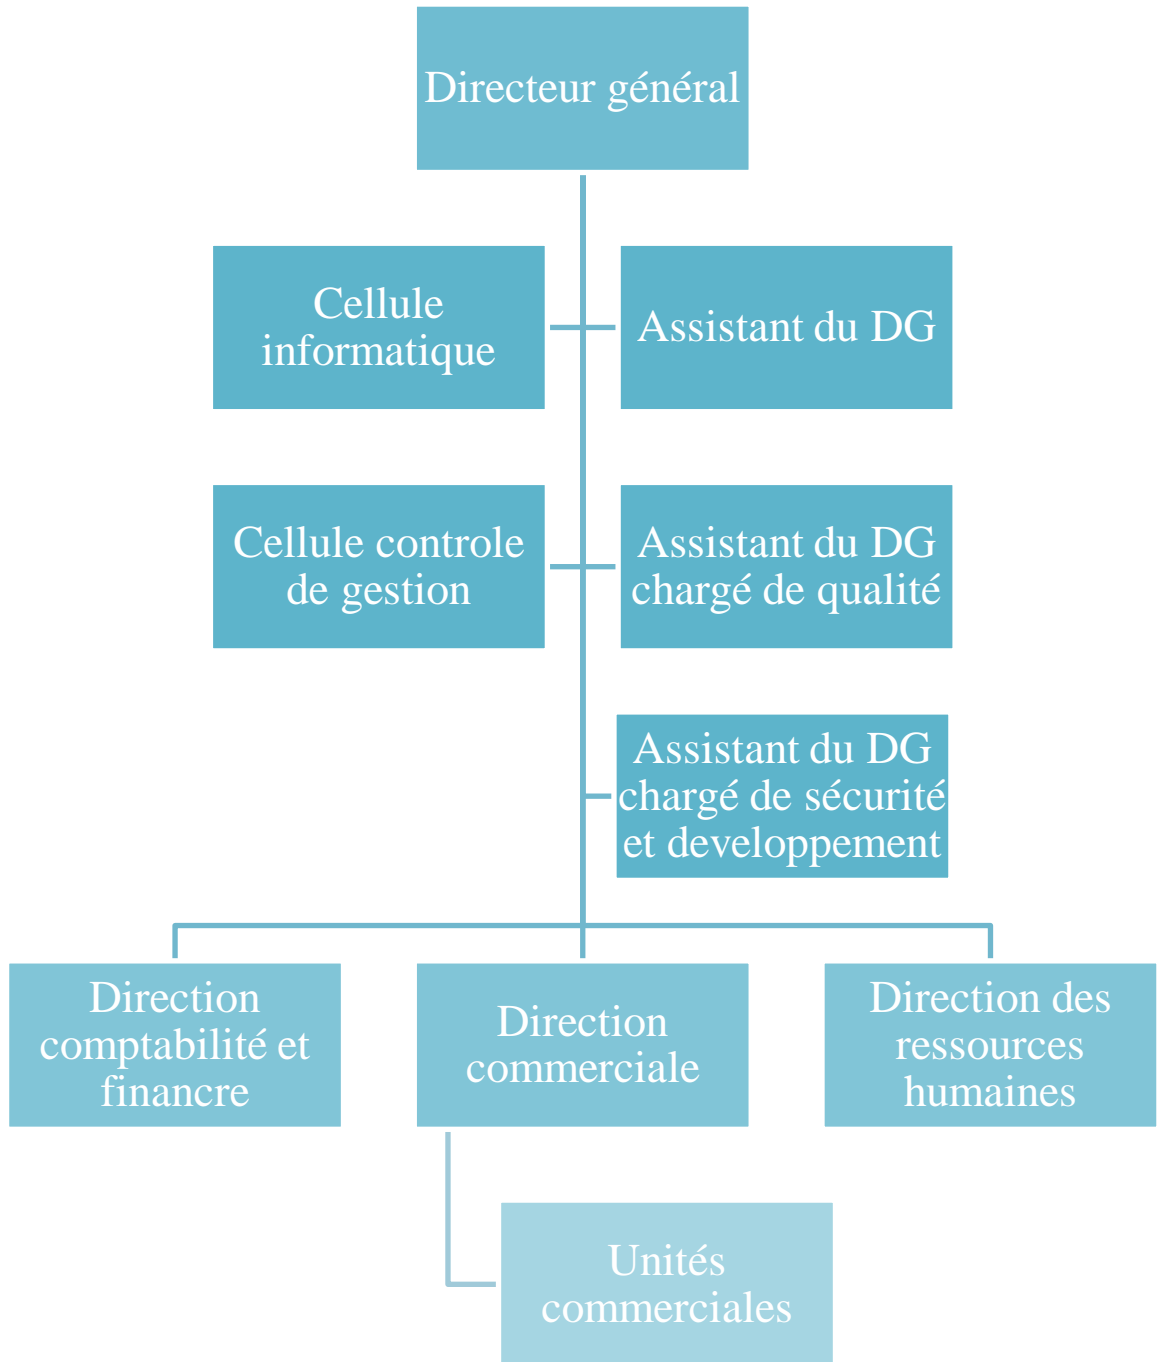 Directeur général
Cellule
informatique
Assistant du DG
Cellule controle
de gestion
Assistant du DG
chargé de qualité
Assistant du DG
chargé de sécurité
et developpement
Direction
comptabilité et
financre
Direction
commerciale
Direction des
ressources
humaines
Unités
commerciales